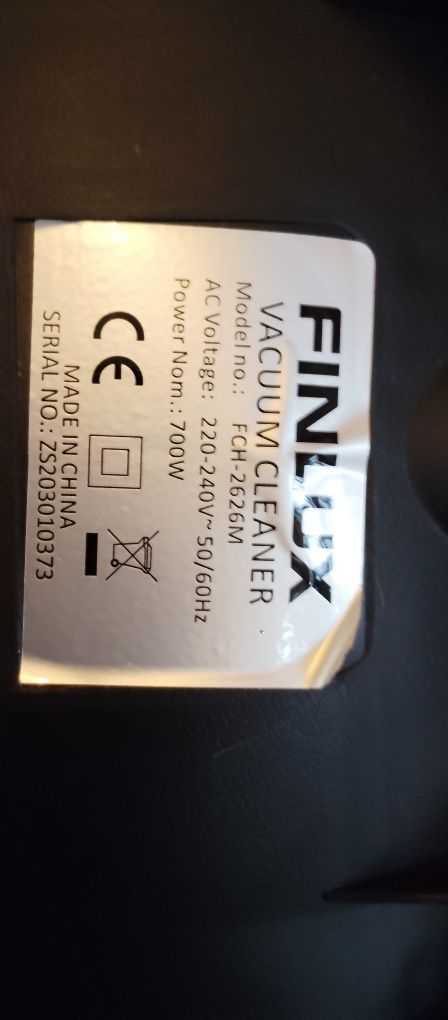 FINLUX
VACUUM CLEANER
Model no.: FCH-2626M
AC Voltage: 220-240V~ 50/60Hz
Power Nom.: 700W
CE
MADE IN CHINA
SERIAL NO.: ZS203010373